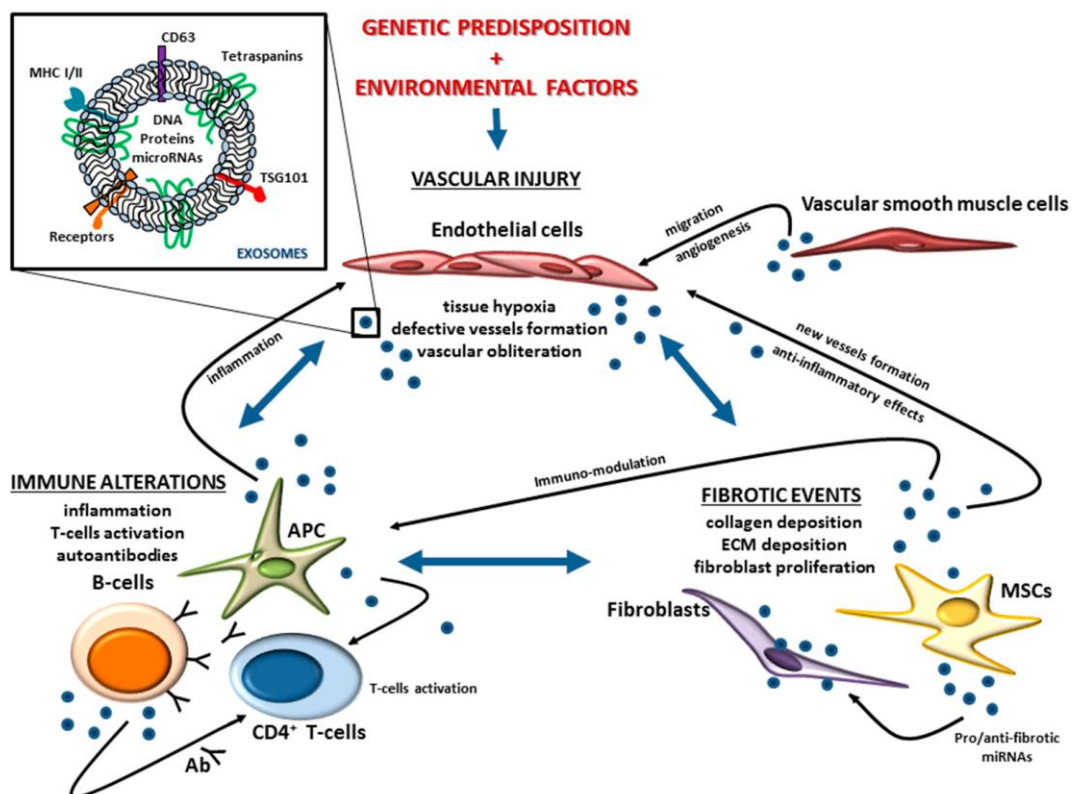 CD63
Tetraspanins
MHC I/II
DNA
Proteins
microRNAs
TSG101
Receptors
EXOSOMES
GENETIC PREDISPOSITION
+
ENVIRONMENTAL FACTORS
VASCULAR INJURY
Endothelial cells
migration
angiogenesis
Vascular smooth muscle cells
tissue hypoxia
defective vessels formation
vascular obliteration
inflammation
new vessels formation
anti-inflammatory effects
Immuno-modulation
IMMUNE ALTERATIONS
inflammation
T-cells activation
autoantibodies
B-cells
APC
T-cells activation
CD4⁺ T-cells
Ab
FIBROTIC EVENTS
collagen deposition
ECM deposition
fibroblast proliferation
Fibroblasts
MSCs
Pro/anti-fibrotic
miRNAs